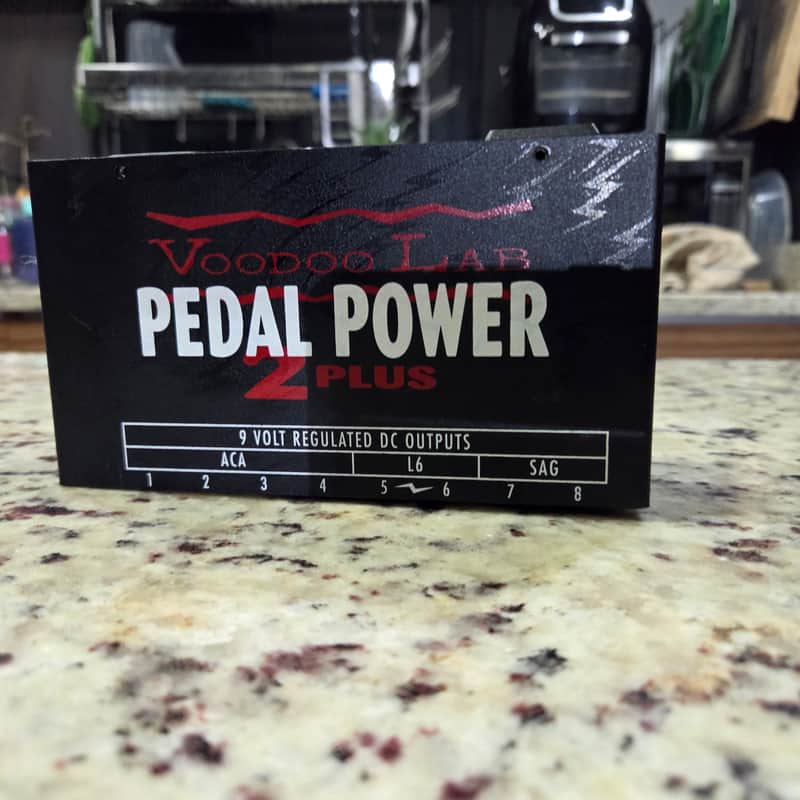 VOODOO LAB
PEDAL POWER
2 PLUS
9 VOLT REGULATED DC OUTPUTS
ACA L6 SAG
1 2 3 4 5 6 7 8